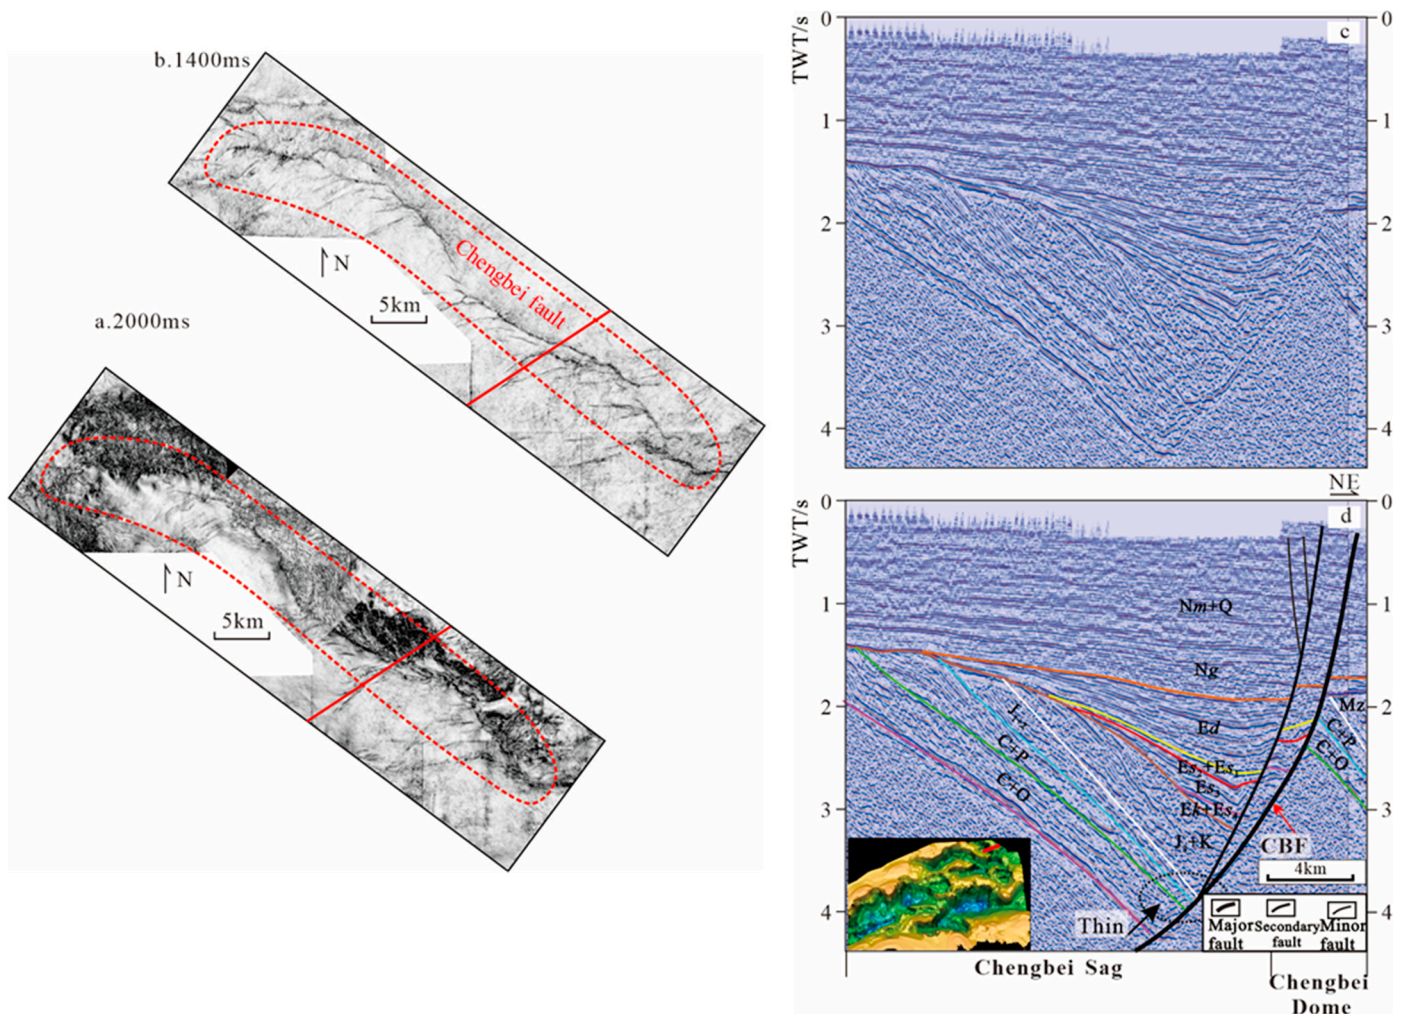 b.1400ms
N
5km
Chengbei fault
a.2000ms
N
5km
TWT/s
0
1
2
3
4
c
0
1
2
3
4
NE
TWT/s
0
1
2
3
4
d
0
1
2
3
4
Nm+Q
Ng
Ed
Es
Ek+Es
C+P
Є+O
Mz
C+P
Є+O
CBF
4km
Thin
Major fault
Secondary fault
Minor fault
Chengbei Sag
Chengbei
Dome